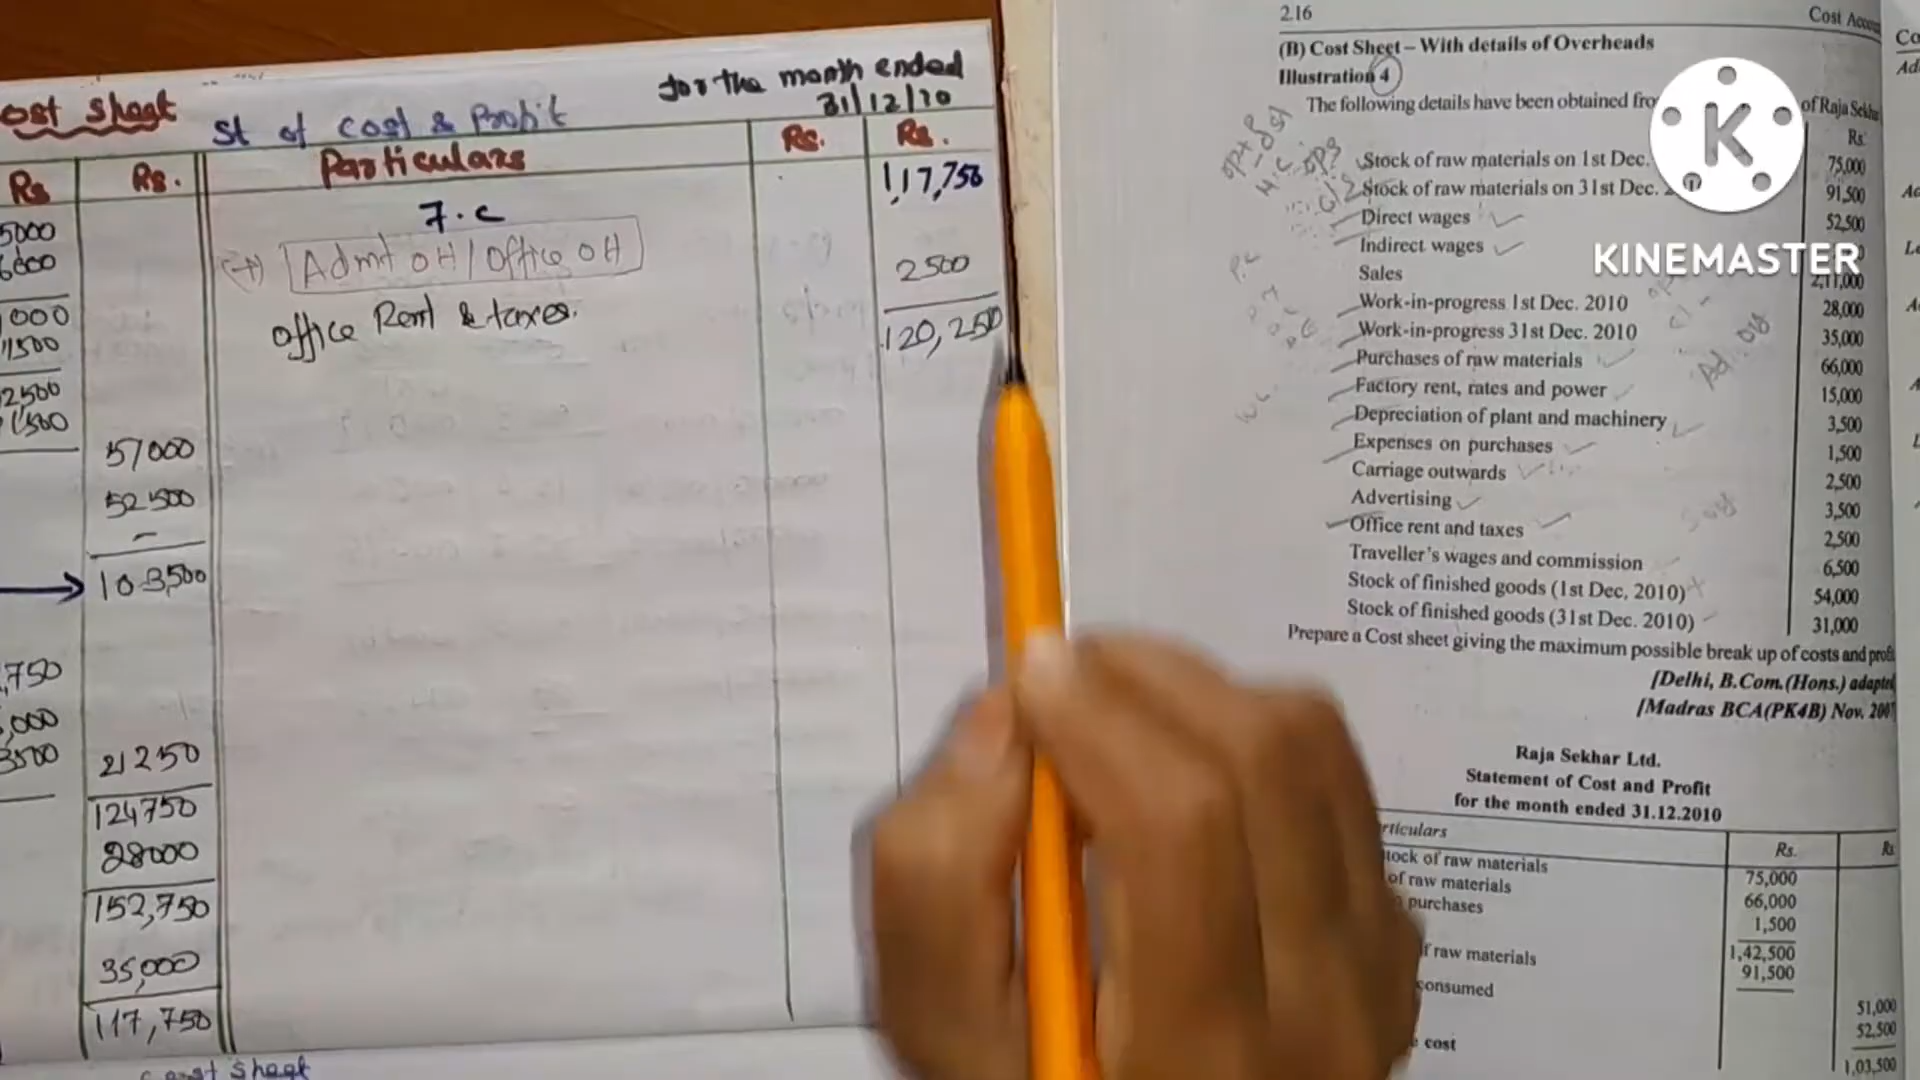 ost sheet
St of Cost & Profit
for the month ended
31/12/10
Rs
Rs.
Particulars
Rs.
Rs.
5000
6000
000
1500
2500
1500
57000
52500
-
103,500
,750
,000
3500
21250
124750
28000
152,750
35,000
117,750
7.C
1,17,750
(+) Admt OH/Office OH
2500
Office Rent & taxes.
120,250
Cost Sheet
2.16
Cost Accou
(B) Cost Sheet – With details of Overheads
Illustration 4
The following details have been obtained fro
of Raja Sekha
Rs.
Stock of raw materials on 1st Dec. 75,000
Stock of raw materials on 31st Dec. 91,500
Direct wages 52,500
Indirect wages
Sales 2,11,000
Work-in-progress 1st Dec. 2010 28,000
Work-in-progress 31st Dec. 2010 35,000
Purchases of raw materials 66,000
Factory rent, rates and power 15,000
Depreciation of plant and machinery 3,500
Expenses on purchases 1,500
Carriage outwards 2,500
Advertising 3,500
Office rent and taxes 2,500
Traveller's wages and commission 6,500
Stock of finished goods (1st Dec, 2010) 54,000
Stock of finished goods (31st Dec. 2010) 31,000
Prepare a Cost sheet giving the maximum possible break up of costs and profit
[Delhi, B.Com.(Hons.) adapted
[Madras BCA(PK4B) Nov. 2007
Raja Sekhar Ltd.
Statement of Cost and Profit
for the month ended 31.12.2010
rticulars Rs. Rs
tock of raw materials 75,000
of raw materials 66,000
purchases 1,500
1,42,500
f raw materials 91,500
consumed
51,000
52,500
cost
1,03,500
K
KINEMASTER